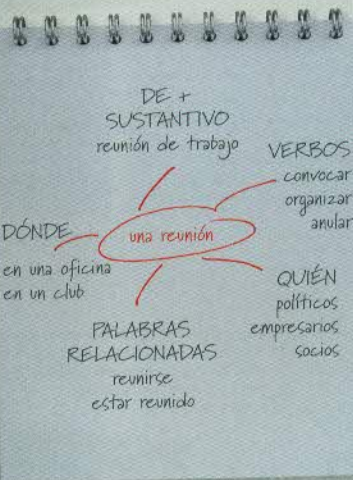 DE +
SUSTANTIVO
reunión de trabajo
VERBOS
convocar
organizar
anular
DÓNDE
en una oficina
en un club
una reunión
QUIÉN
políticos
empresarios
socios
PALABRAS
RELACIONADAS
reunirse
estar reunido